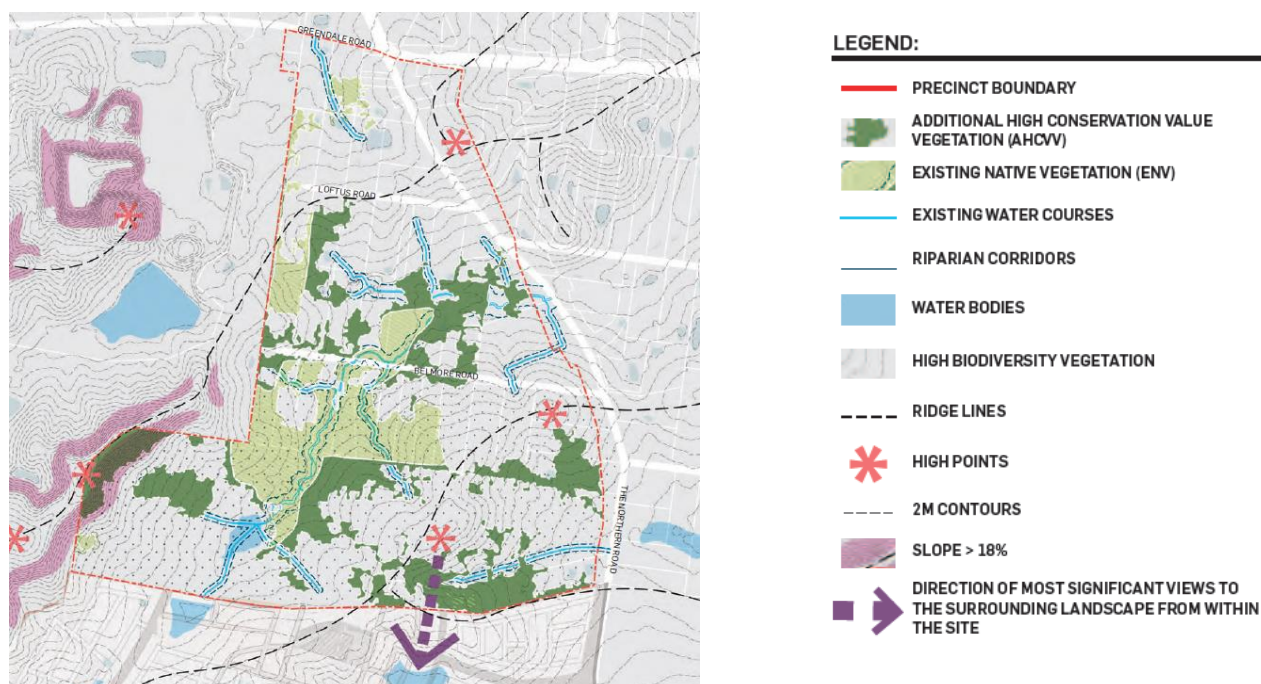 GREENDALE ROAD
LOFTUS ROAD
BELMORE ROAD
THE NORTHERN ROAD
LEGEND:
PRECINCT BOUNDARY
ADDITIONAL HIGH CONSERVATION VALUE
VEGETATION (AHCVV)
EXISTING NATIVE VEGETATION (ENV)
EXISTING WATER COURSES
RIPARIAN CORRIDORS
WATER BODIES
HIGH BIODIVERSITY VEGETATION
RIDGE LINES
HIGH POINTS
2M CONTOURS
SLOPE > 18%
DIRECTION OF MOST SIGNIFICANT VIEWS TO
THE SURROUNDING LANDSCAPE FROM WITHIN
THE SITE